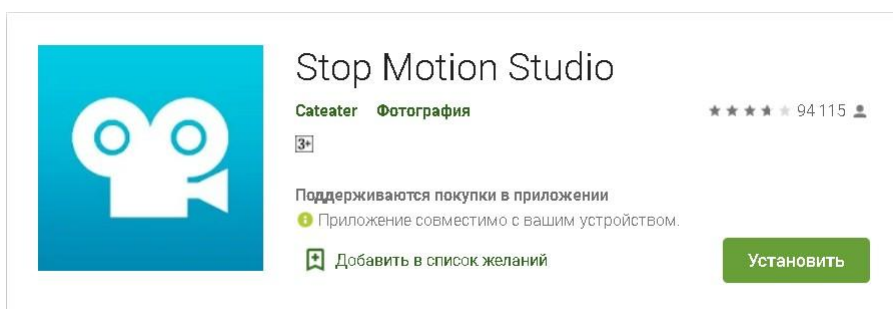 Stop Motion Studio
Cateater Фотография 94 115
3+
Поддерживаются покупки в приложении
Приложение совместимо с вашим устройством.
Добавить в список желаний
Установить